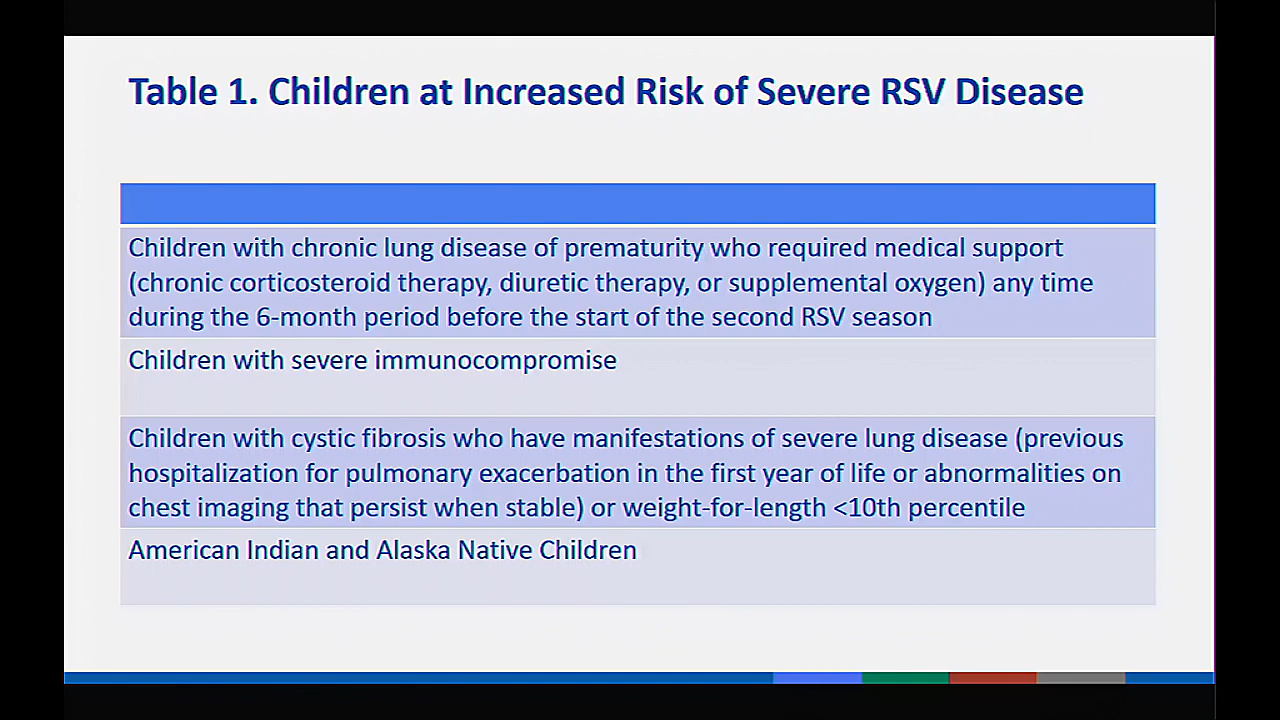 Table 1. Children at Increased Risk of Severe RSV Disease
Children with chronic lung disease of prematurity who required medical support
(chronic corticosteroid therapy, diuretic therapy, or supplemental oxygen) any time
during the 6-month period before the start of the second RSV season
Children with severe immunocompromise
Children with cystic fibrosis who have manifestations of severe lung disease (previous
hospitalization for pulmonary exacerbation in the first year of life or abnormalities on
chest imaging that persist when stable) or weight-for-length <10th percentile
American Indian and Alaska Native Children